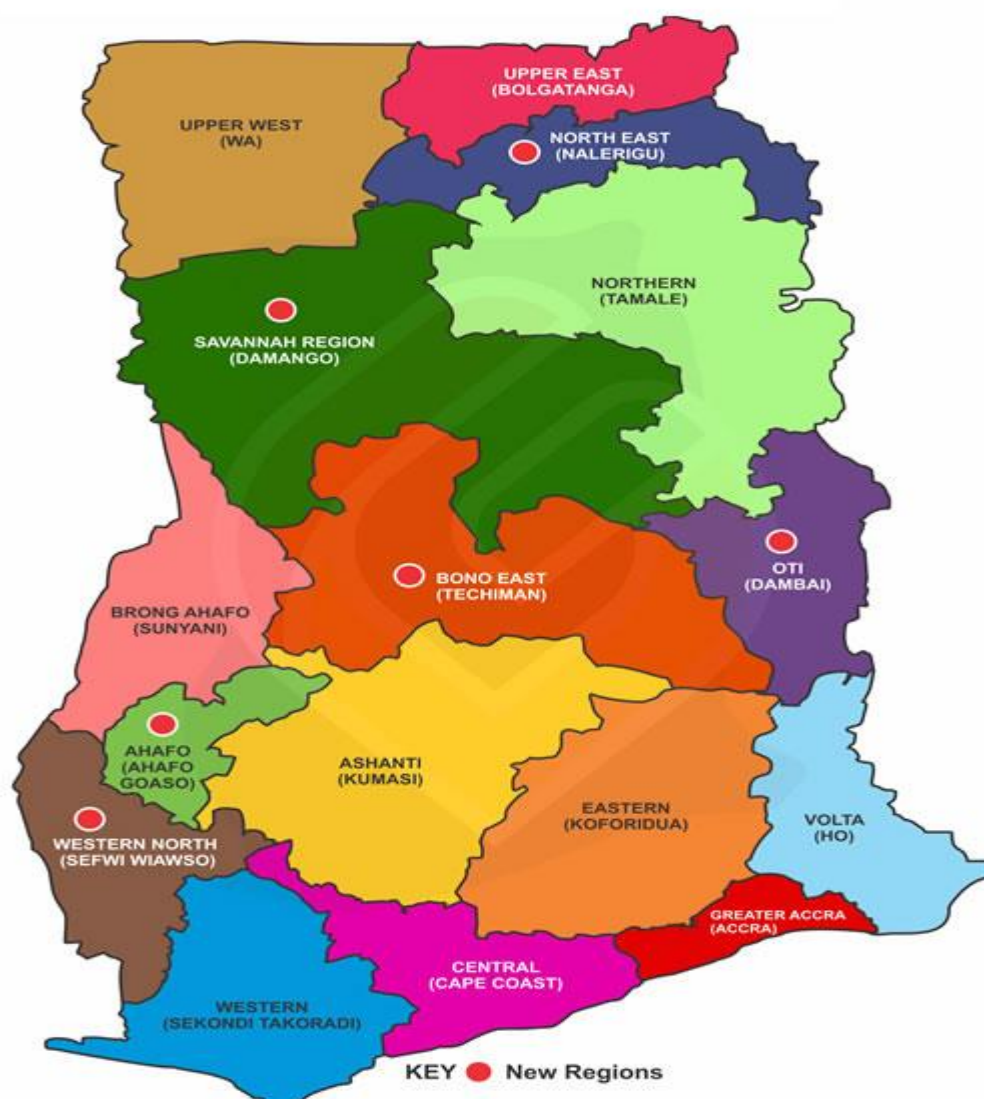 UPPER EAST
(BOLGATANGA)
UPPER WEST
(WA)
NORTH EAST
(NALERIGU)
NORTHERN
(TAMALE)
SAVANNAH REGION
(DAMANGO)
OTI
(DAMBAI)
BONO EAST
(TECHIMAN)
BRONG AHAFO
(SUNYANI)
AHAFO
(AHAFO
GOASO)
ASHANTI
(KUMASI)
EASTERN
(KOFORIDUA)
VOLTA
(HO)
WESTERN NORTH
(SEFWI WIAWSO)
GREATER ACCRA
(ACCRA)
CENTRAL
(CAPE COAST)
WESTERN
(SEKONDI TAKORADI)
KEY New Regions